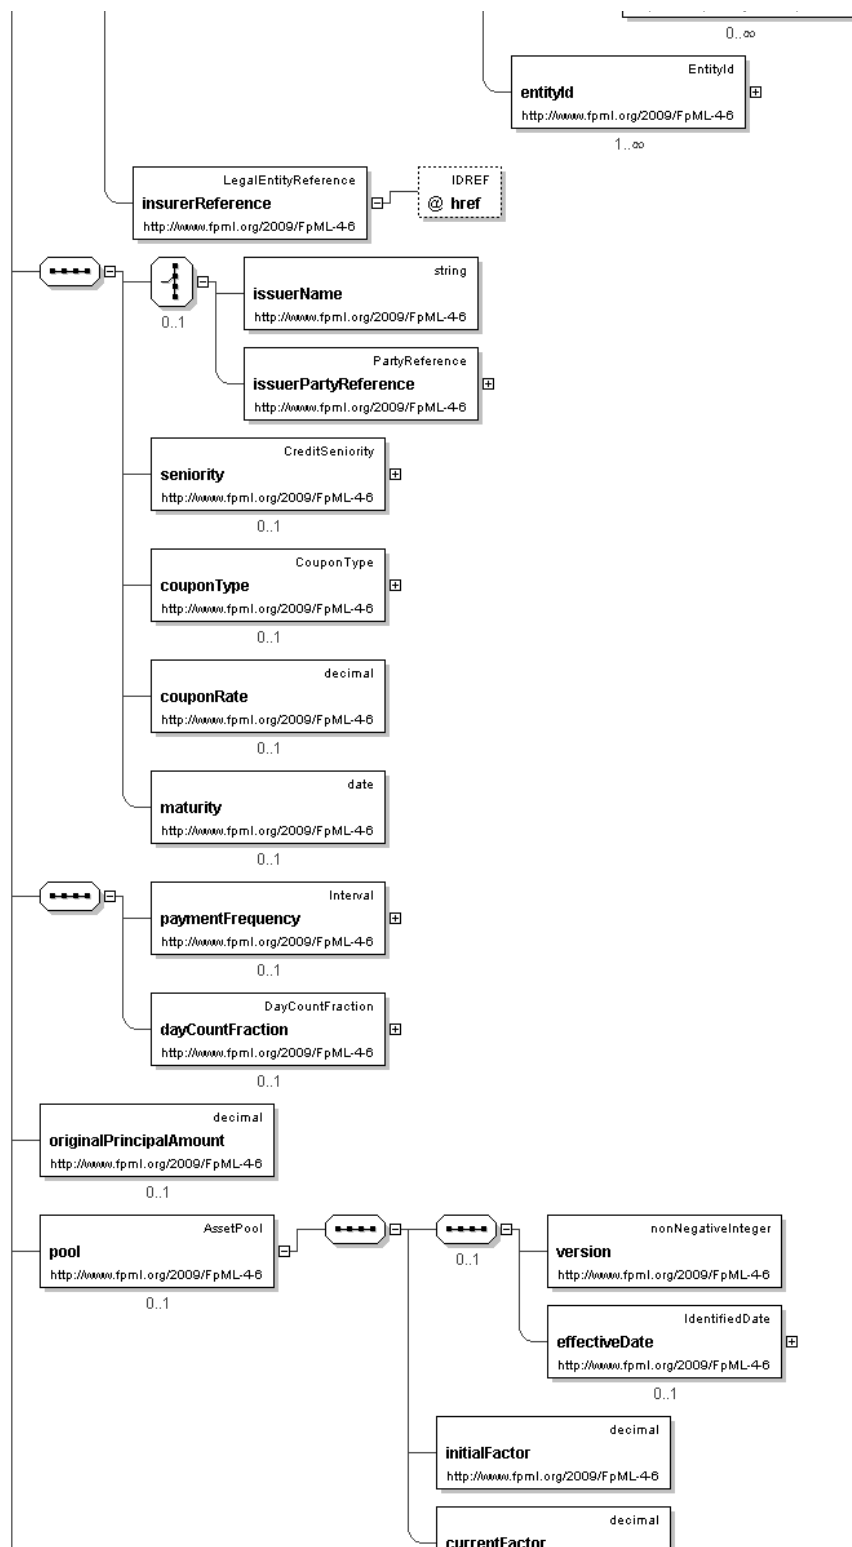 0..∞
EntityId
entityId
http://www.fpml.org/2009/FpML-4-6
1..∞
LegalEntityReference
insurerReference
http://www.fpml.org/2009/FpML-4-6
IDREF
@ href
string
issuerName
http://www.fpml.org/2009/FpML-4-6
0..1
PartyReference
issuerPartyReference
http://www.fpml.org/2009/FpML-4-6
CreditSeniority
seniority
http://www.fpml.org/2009/FpML-4-6
0..1
CouponType
couponType
http://www.fpml.org/2009/FpML-4-6
0..1
decimal
couponRate
http://www.fpml.org/2009/FpML-4-6
0..1
date
maturity
http://www.fpml.org/2009/FpML-4-6
0..1
Interval
paymentFrequency
http://www.fpml.org/2009/FpML-4-6
0..1
DayCountFraction
dayCountFraction
http://www.fpml.org/2009/FpML-4-6
0..1
decimal
originalPrincipalAmount
http://www.fpml.org/2009/FpML-4-6
0..1
AssetPool
pool
http://www.fpml.org/2009/FpML-4-6
0..1
0..1
nonNegativeInteger
version
http://www.fpml.org/2009/FpML-4-6
IdentifiedDate
effectiveDate
http://www.fpml.org/2009/FpML-4-6
0..1
decimal
initialFactor
http://www.fpml.org/2009/FpML-4-6
decimal
currentFactor